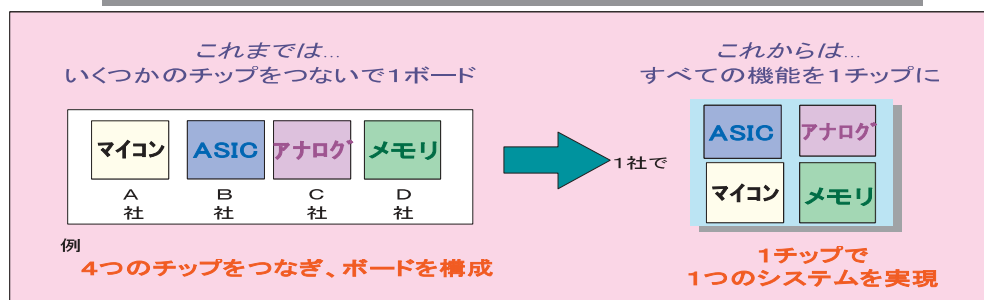 これまでは…
いくつかのチップをつないで1ボード
マイコン
ASIC
アナログ
メモリ
A社
B社
C社
D社
例
4つのチップをつなぎ、ボードを構成
1社で
これからは…
すべての機能を1チップに
ASIC
アナログ
マイコン
メモリ
1チップで
1つのシステムを実現